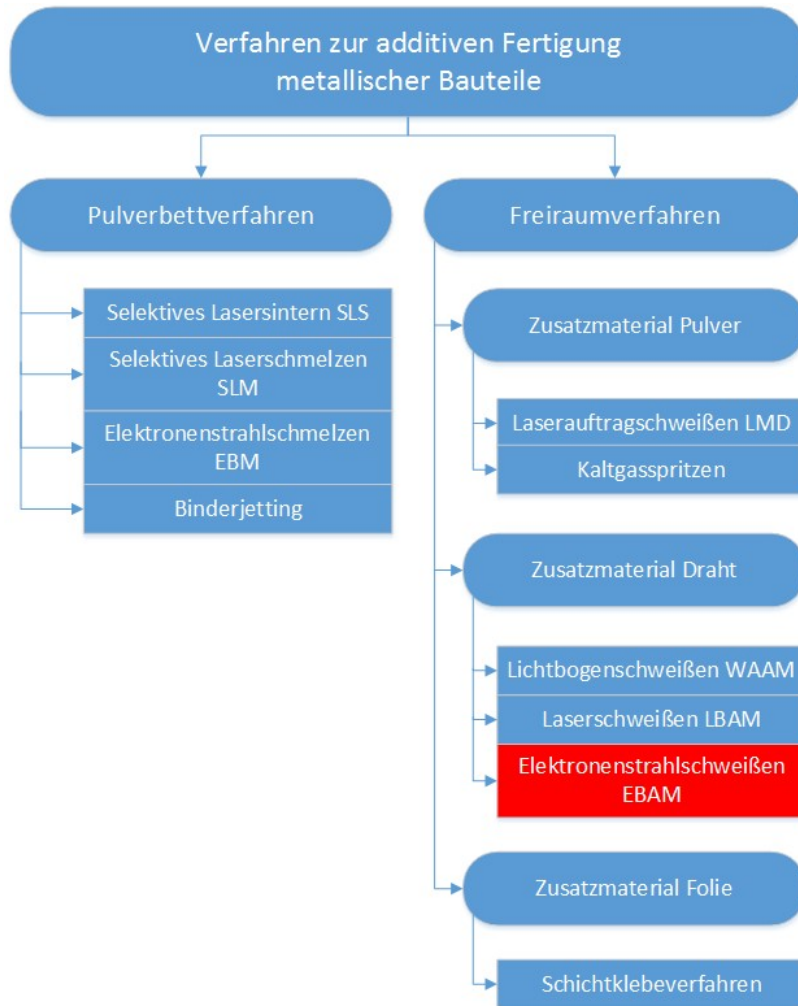 Verfahren zur additiven Fertigung
metallischer Bauteile
Pulverbettverfahren
Selektives Lasersintern SLS
Selektives Laserschmelzen
SLM
Elektronenstrahlschmelzen
EBM
Binderjetting
Freiraumverfahren
Zusatzmaterial Pulver
Laserauftragschweißen LMD
Kaltgasspritzen
Zusatzmaterial Draht
Lichtbogenschweißen WAAM
Laserschweißen LBAM
Elektronenstrahlschweißen
EBAM
Zusatzmaterial Folie
Schichtklebeverfahren